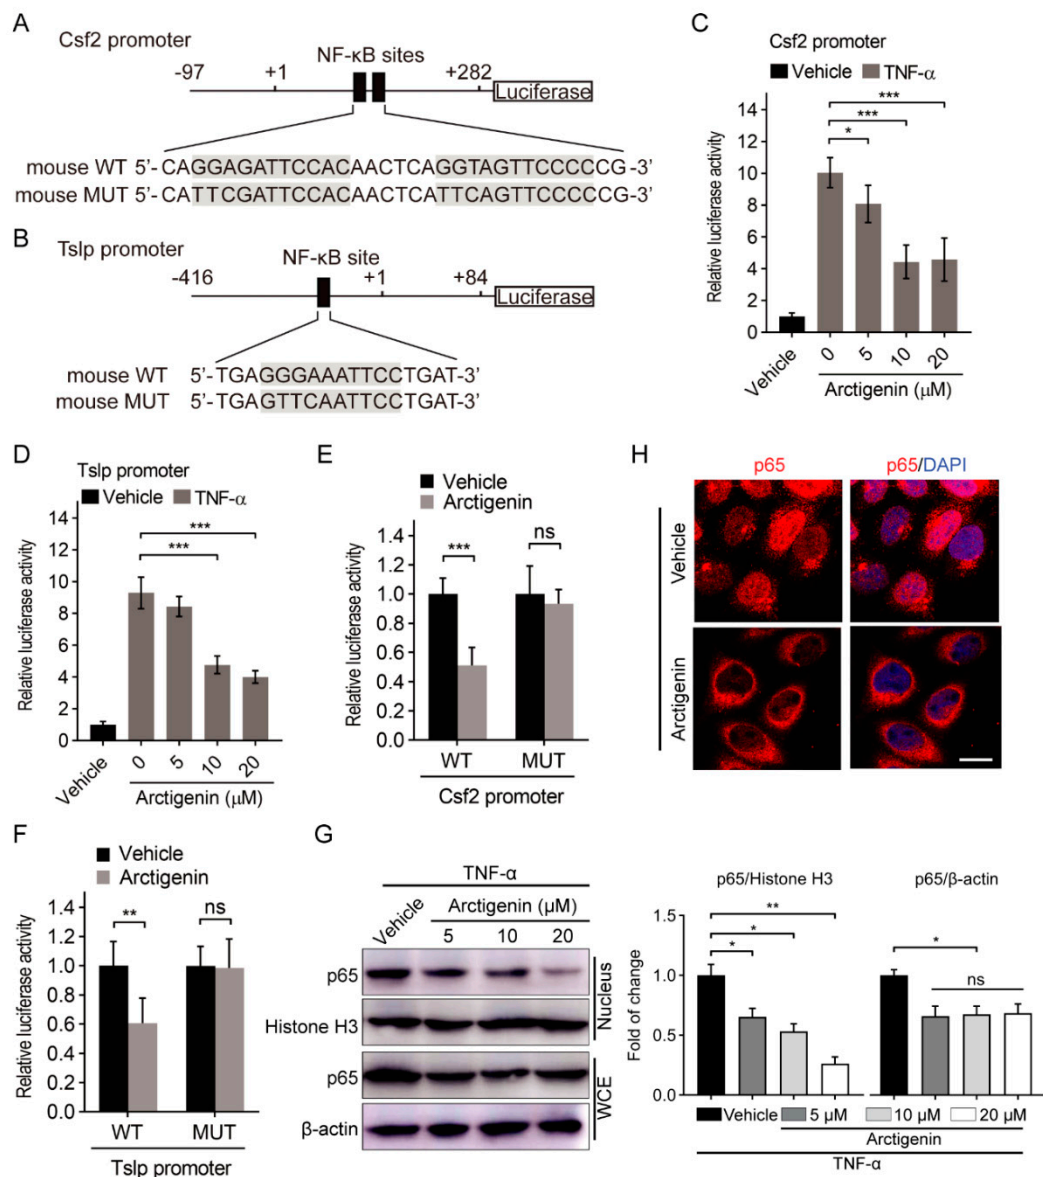 A
Csf2 promoter
NF-κB sites
-97 +1 +282
Luciferase
mouse WT 5'- CAGGAGATTCCACAACTCAGGTAGTTCCCCCG -3'
mouse MUT 5'- CATTCGATTCCACAACTCATTCAGTTCCCCCG -3'
B
Tslp promoter
NF-κB site
-416 +1 +84
Luciferase
mouse WT 5'-TGAGGGAAATTCCTGAT-3'
mouse MUT 5'-TGAGTTCAATTCCTGAT-3'
C
Csf2 promoter
Vehicle TNF-α
***
***
*
Relative luciferase activity
14
12
10
8
6
4
2
0
Vehicle 0 5 10 20
Arctigenin (μM)
D
Tslp promoter
Vehicle TNF-α
***
***
Relative luciferase activity
14
12
10
8
6
4
2
0
Vehicle 0 5 10 20
Arctigenin (μM)
E
Vehicle
Arctigenin
*** ns
Relative luciferase activity
1.4
1.2
1.0
0.8
0.6
0.4
0.2
0.0
WT MUT
Csf2 promoter
H
p65 p65/DAPI
Vehicle
Arctigenin
F
Vehicle
Arctigenin
** ns
Relative luciferase activity
1.4
1.2
1.0
0.8
0.6
0.4
0.2
0.0
WT MUT
Tslp promoter
G
TNF-α
Vehicle Arctigenin (μM)
5 10 20
p65
Histone H3
Nucleus
p65
β-actin
WCE
p65/Histone H3 p65/β-actin
**
*
*
*
ns
Fold of change
1.5
1.0
0.5
0.0
Vehicle 5 μM 10 μM 20 μM
Arctigenin
TNF-α